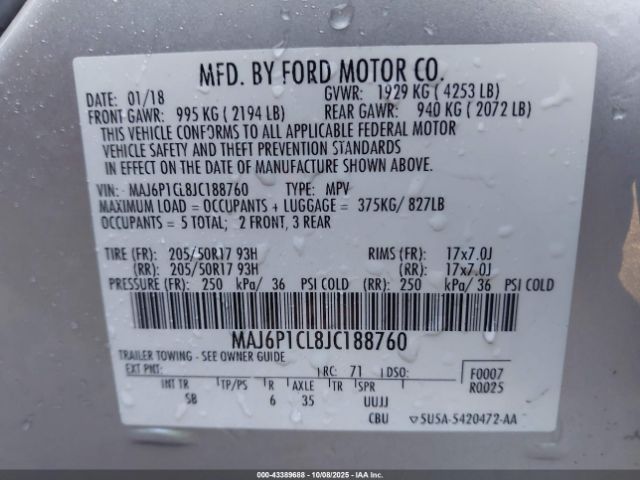 MFD. BY FORD MOTOR CO.
DATE: 01/18 GVWR: 1929 KG ( 4253 LB)
FRONT GAWR: 995 KG ( 2194 LB) REAR GAWR: 940 KG ( 2072 LB)
THIS VEHICLE CONFORMS TO ALL APPLICABLE FEDERAL MOTOR
VEHICLE SAFETY AND THEFT PREVENTION STANDARDS
IN EFFECT ON THE DATE OF MANUFACTURE SHOWN ABOVE.
VIN: MAJ6P1CL8JC188760 TYPE: MPV
MAXIMUM LOAD = OCCUPANTS + LUGGAGE = 375KG/ 827LB
OCCUPANTS = 5 TOTAL; 2 FRONT, 3 REAR
TIRE (FR): 205/50R17 93H RIMS (FR): 17x7.0J
(RR): 205/50R17 93H (RR): 17x7.0J
PRESSURE (FR): 250 kPa/ 36 PSI COLD (RR): 250 kPa/ 36 PSI COLD
MAJ6P1CL8JC188760
TRAILER TOWING - SEE OWNER GUIDE
EXT PNT: RC: 71 DSO: F0007
R0025
INT TR TP/PS R AXLE TR SPR
SB 6 35 UUJJ
CBU ▽5U5A-5420472-AA
000-43389688 - 10/08/2025 - IAAI.com